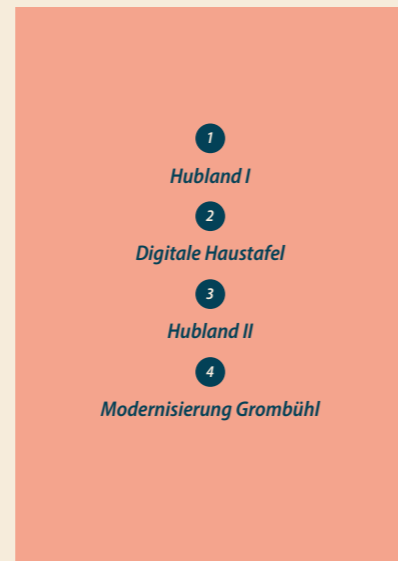 1
Hubland I
2
Digitale Haustafel
3
Hubland II
4
Modernisierung Grombühl